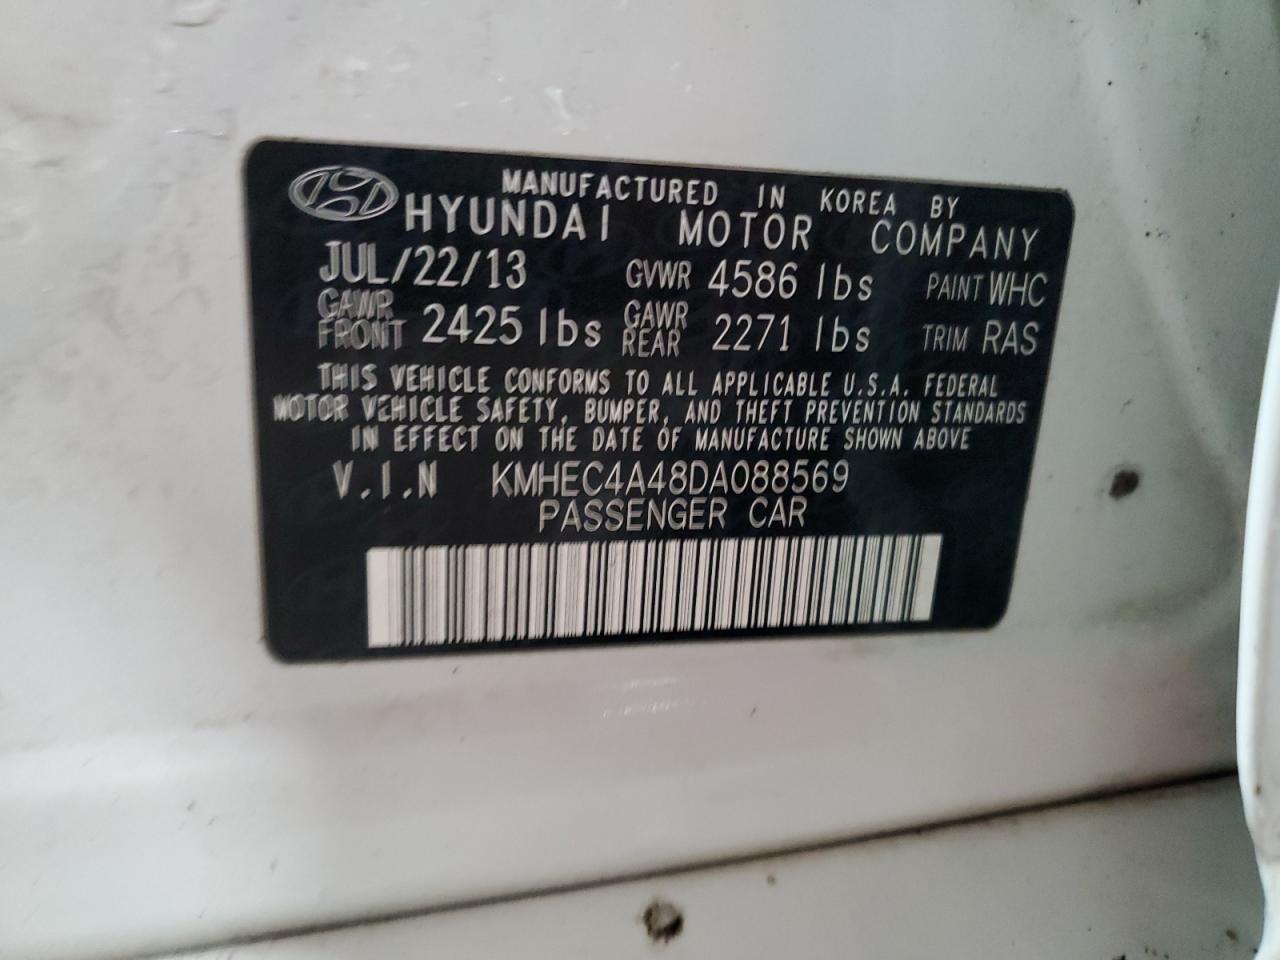 MANUFACTURED IN KOREA BY
HYUNDAI MOTOR COMPANY
JUL/22/13 GVWR 4586 lbs PAINT WHC
GAWR FRONT 2425 lbs GAWR REAR 2271 lbs TRIM RAS
THIS VEHICLE CONFORMS TO ALL APPLICABLE U.S.A. FEDERAL
MOTOR VEHICLE SAFETY, BUMPER, AND THEFT PREVENTION STANDARDS
IN EFFECT ON THE DATE OF MANUFACTURE SHOWN ABOVE
V.I.N KMHEC4A48DA088569
PASSENGER CAR